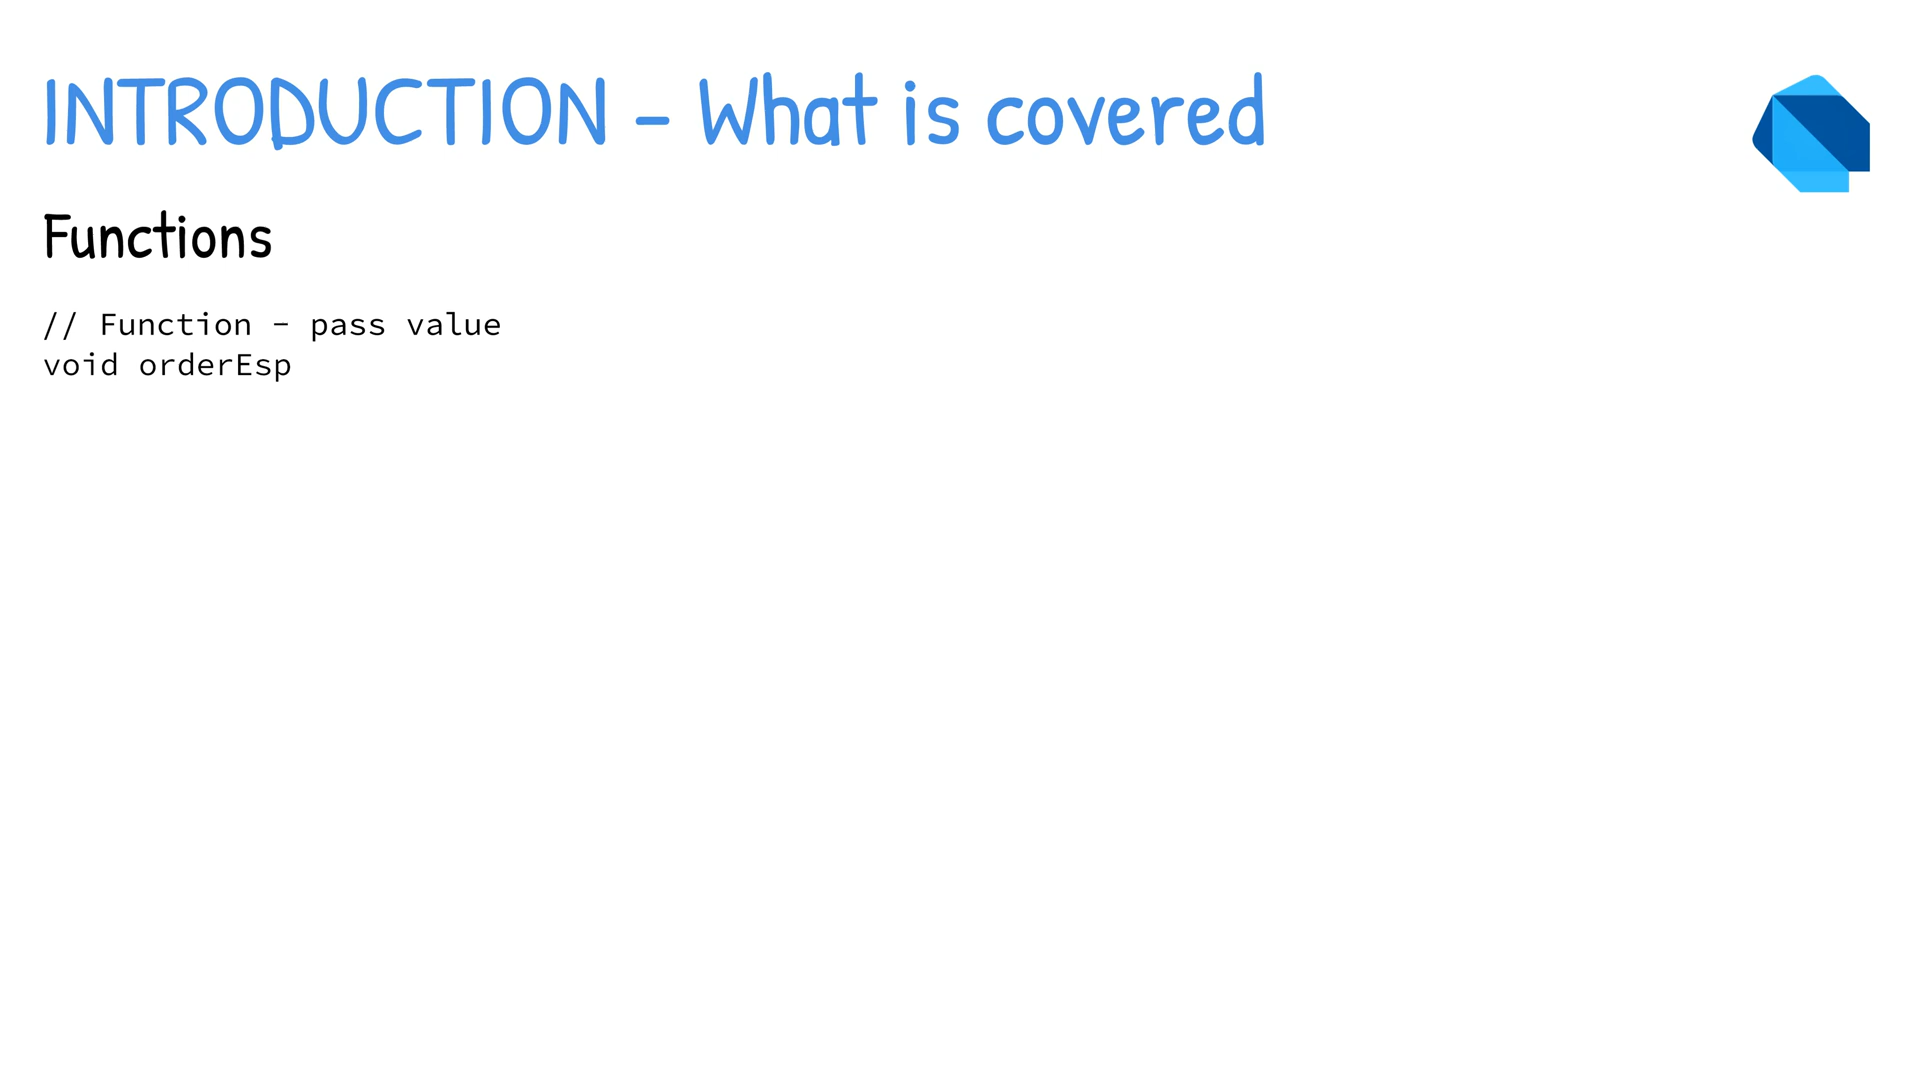 INTRODUCTION - What is covered
Functions
// Function - pass value
void orderEsp